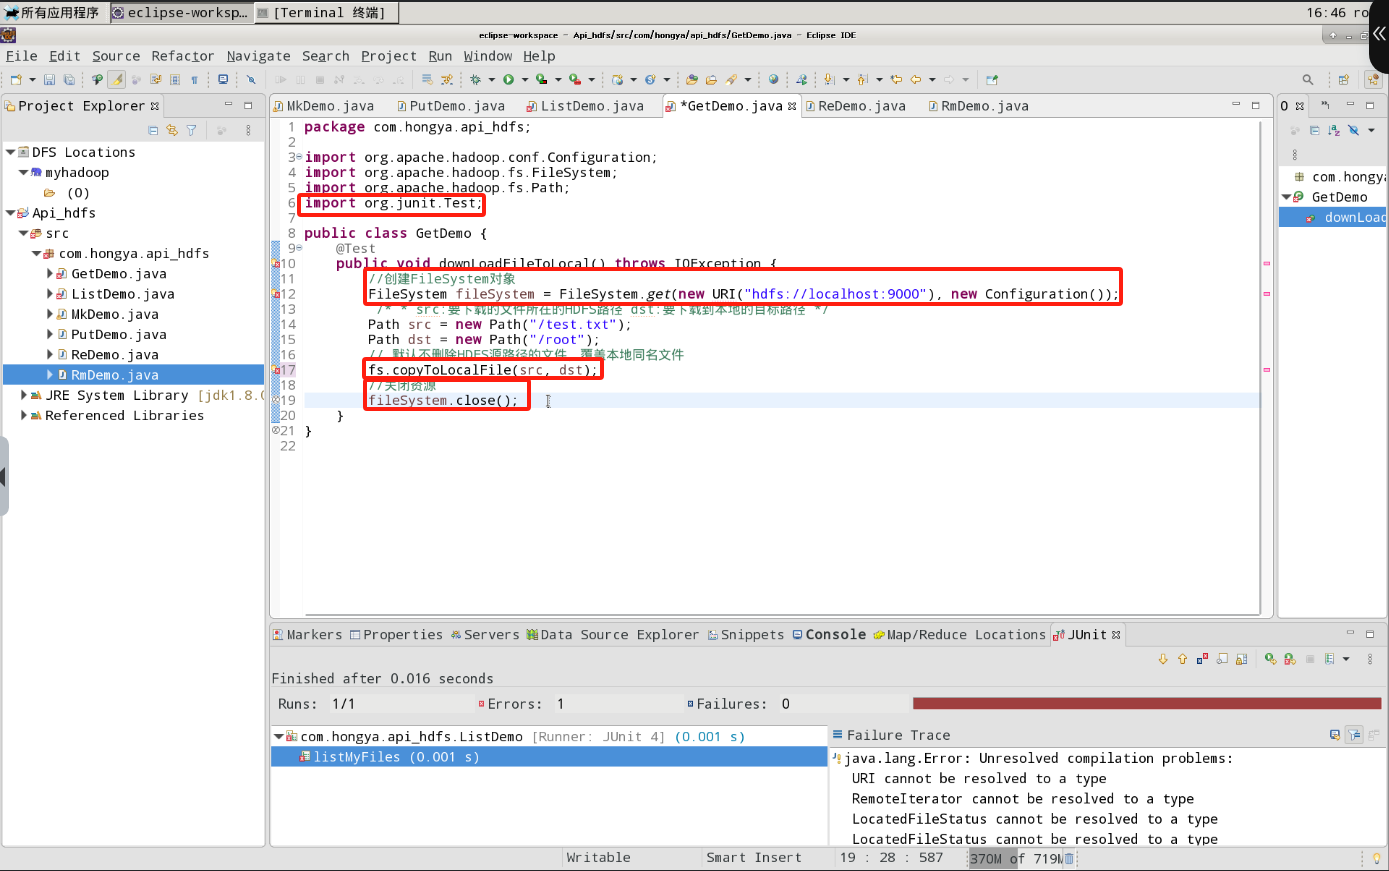 所有应用程序 eclipse-worksp... [Terminal 终端] 16:46
eclipse-workspace - Api_hdfs/src/com/hongya/api_hdfs/GetDemo.java - Eclipse IDE
File Edit Source Refactor Navigate Search Project Run Window Help
Project Explorer
DFS Locations
myhadoop
(0)
Api_hdfs
src
com.hongya.api_hdfs
GetDemo.java
ListDemo.java
MkDemo.java
PutDemo.java
ReDemo.java
RmDemo.java
JRE System Library [jdk1.8.0
Referenced Libraries
MkDemo.java PutDemo.java ListDemo.java *GetDemo.java ReDemo.java RmDemo.java
1 package com.hongya.api_hdfs;
2
3 import org.apache.hadoop.conf.Configuration;
4 import org.apache.hadoop.fs.FileSystem;
5 import org.apache.hadoop.fs.Path;
6 import org.junit.Test;
7
8 public class GetDemo {
9 @Test
10 public void downLoadFileToLocal() throws IOException {
11 //创建FileSystem对象
12 FileSystem fileSystem = FileSystem.get(new URI("hdfs://localhost:9000"), new Configuration());
13 /* * src:要下载的文件所在的HDFS路径 dst:要下载到本地的目标路径 */
14 Path src = new Path("/test.txt");
15 Path dst = new Path("/root");
16 // 默认不删除HDFS源路径的文件，覆盖本地同名文件
17 fs.copyToLocalFile(src, dst);
18 //关闭资源
19 fileSystem.close();
20 }
21 }
22
com.hongya
GetDemo
downLoad
Markers Properties Servers Data Source Explorer Snippets Console Map/Reduce Locations JUnit
Finished after 0.016 seconds
Runs: 1/1 Errors: 1 Failures: 0
com.hongya.api_hdfs.ListDemo [Runner: JUnit 4] (0.001 s)
listMyFiles (0.001 s)
Failure Trace
java.lang.Error: Unresolved compilation problems:
URI cannot be resolved to a type
RemoteIterator cannot be resolved to a type
LocatedFileStatus cannot be resolved to a type
LocatedFileStatus cannot be resolved to a type
Writable Smart Insert 19 : 28 : 587 370M of 719M